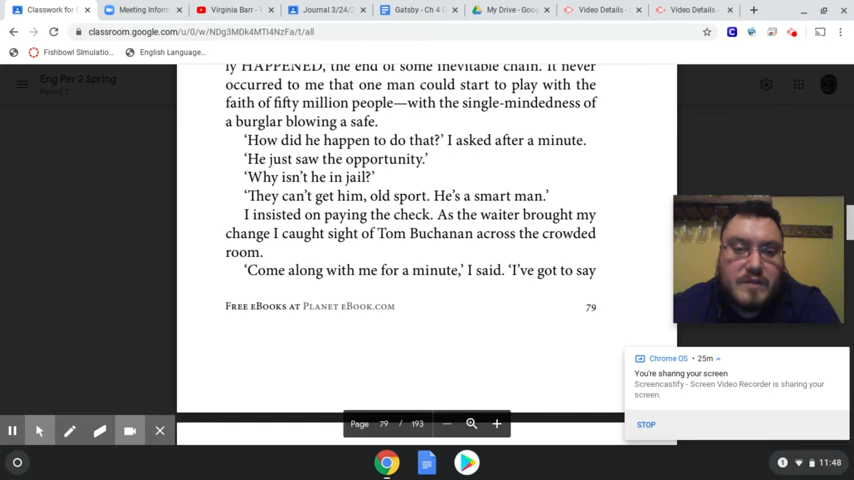 Classwork for E
Meeting Inform
Virginia Barr -
Journal 3/24/2
Gatsby - Ch 4 C
My Drive - Goog
Video Details -
Video Details -
classroom.google.com/u/0/w/NDg3MDk4MTI4NzFa/t/all
Fishbowl SImulatio...
English Language...
Eng Per 2 Spring
Period 2
ly HAPPENED, the end of some inevitable chain. It never
occurred to me that one man could start to play with the
faith of fifty million people—with the single-mindedness of
a burglar blowing a safe.
‘How did he happen to do that?’ I asked after a minute.
‘He just saw the opportunity.’
‘Why isn’t he in jail?’
‘They can’t get him, old sport. He’s a smart man.’
I insisted on paying the check. As the waiter brought my
change I caught sight of Tom Buchanan across the crowded
room.
‘Come along with me for a minute,’ I said. ‘I’ve got to say
Free eBooks at Planet eBook.com
79
Chrome OS • 25m
You're sharing your screen
Screencastify - Screen Video Recorder is sharing your
screen.
STOP
Page 79 / 193
1
11:48